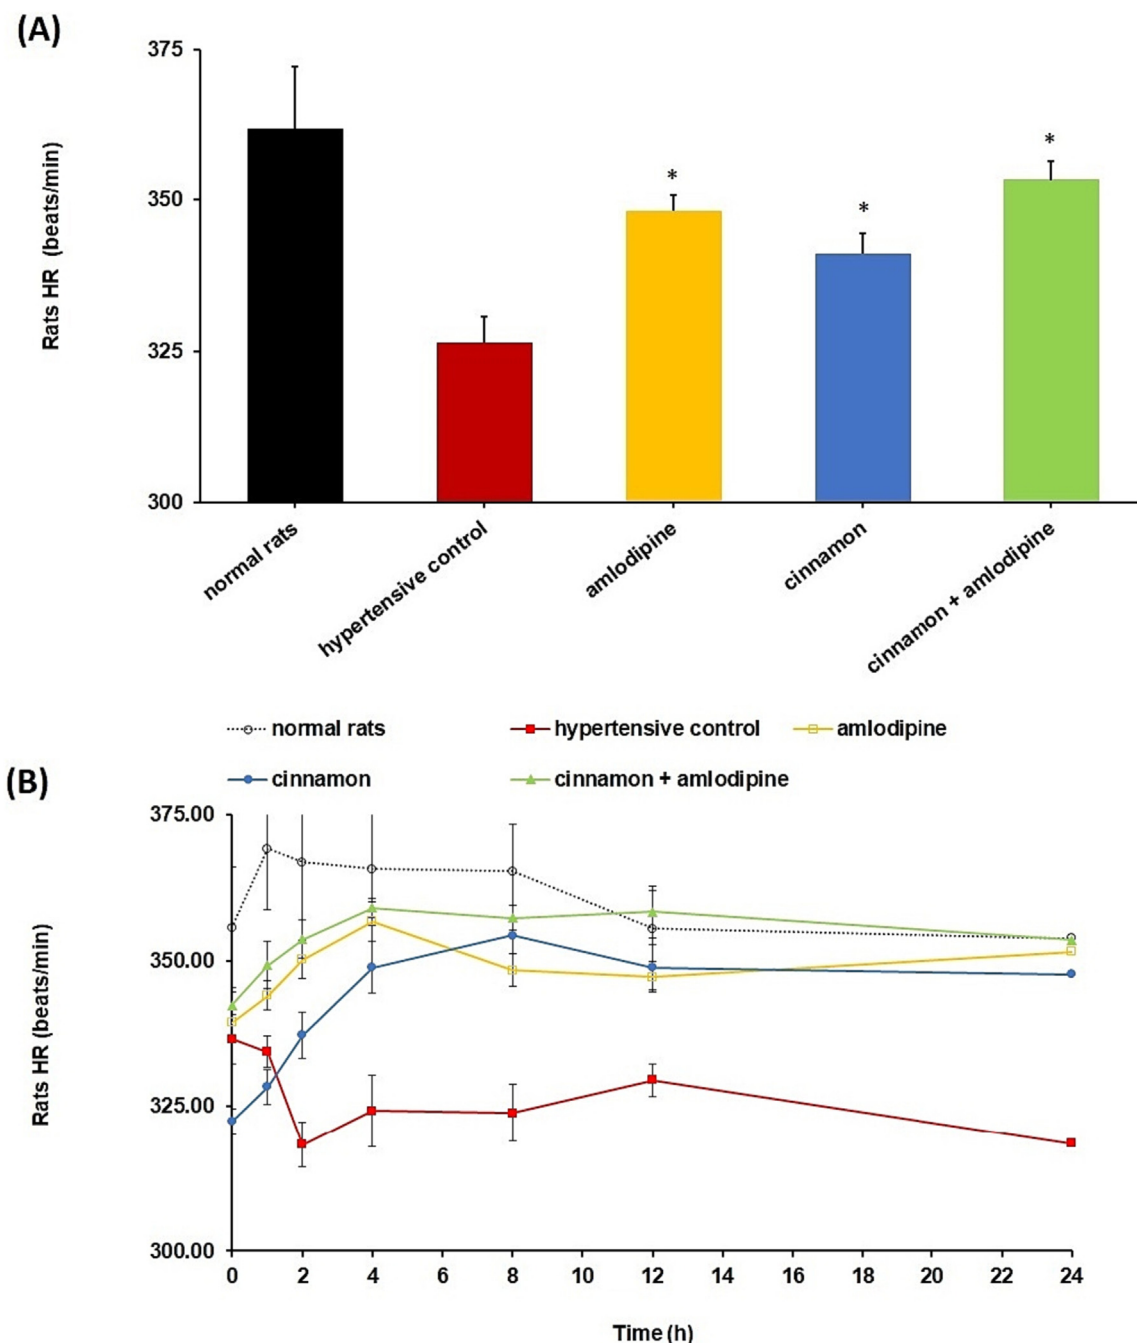 (A)
375
350
325
300
Rats HR (beats/min)
*
*
*
normal rats
hypertensive control
amlodipine
cinnamon
cinnamon + amlodipine
normal rats hypertensive control amlodipine
cinnamon cinnamon + amlodipine
(B)
375.00
350.00
325.00
300.00
Rats HR (beats/min)
0 2 4 6 8 10 12 14 16 18 20 22 24
Time (h)